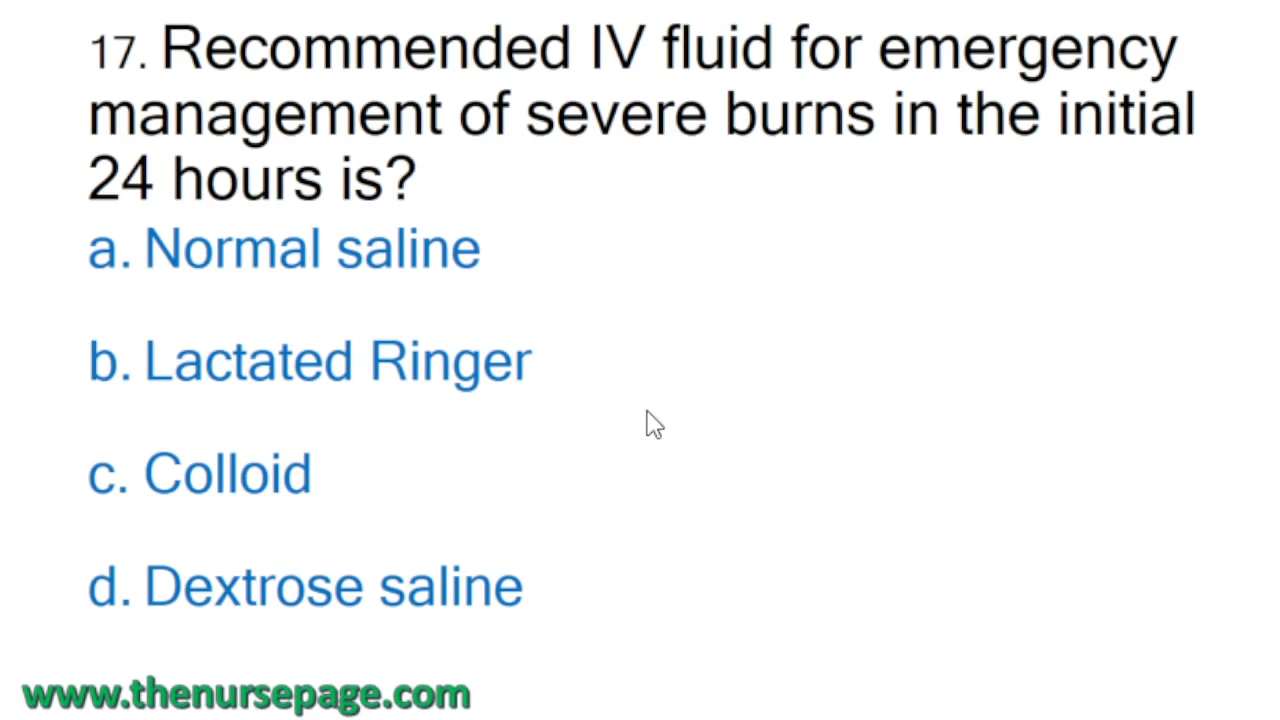 17. Recommended IV fluid for emergency
management of severe burns in the initial
24 hours is?
a. Normal saline
b. Lactated Ringer
c. Colloid
d. Dextrose saline
www.thenursepage.com